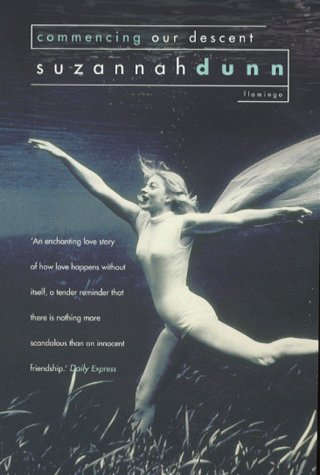 commencing our descent
suzannahdunn
flamingo
'An enchanting love story
of how love happens without
itself, a tender reminder that
there is nothing more
scandalous than an innocent
friendship.' Daily Express